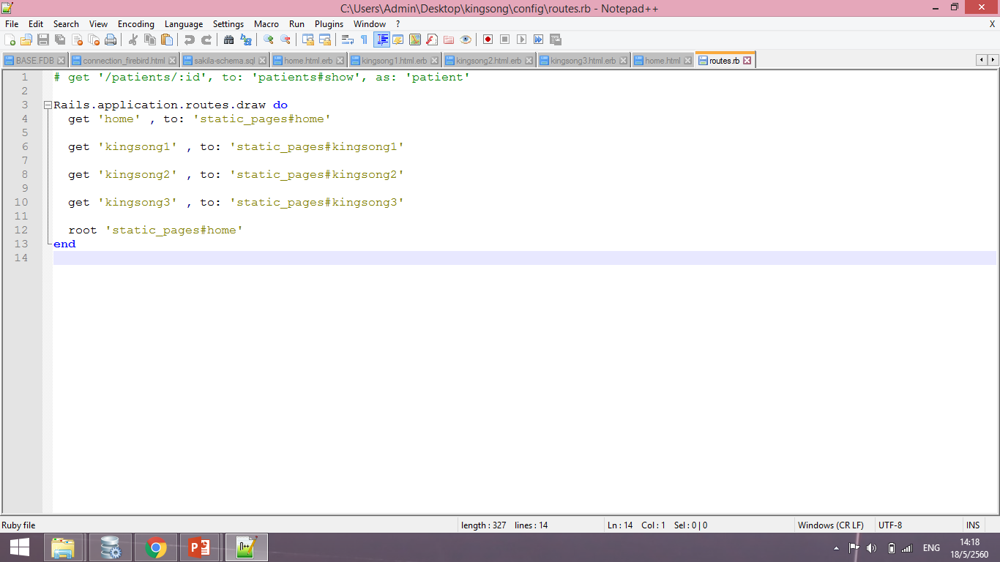 C:\Users\Admin\Desktop\kingsong\config\routes.rb - Notepad++
File Edit Search View Encoding Language Settings Macro Run Plugins Window ? X
BASE.FDB connection_firebird.html sakila-schema.sql home.html.erb kingsong1.html.erb kingsong2.html.erb kingsong3.html.erb home.html routes.rb
1 # get '/patients/:id', to: 'patients#show', as: 'patient'
2
3 Rails.application.routes.draw do
4 get 'home' , to: 'static_pages#home'
5
6 get 'kingsong1' , to: 'static_pages#kingsong1'
7
8 get 'kingsong2' , to: 'static_pages#kingsong2'
9
10 get 'kingsong3' , to: 'static_pages#kingsong3'
11
12 root 'static_pages#home'
13 end
14
Ruby file length : 327 lines : 14 Ln : 14 Col : 1 Sel : 0 | 0 Windows (CR LF) UTF-8 INS
ENG 14:18
18/5/2560